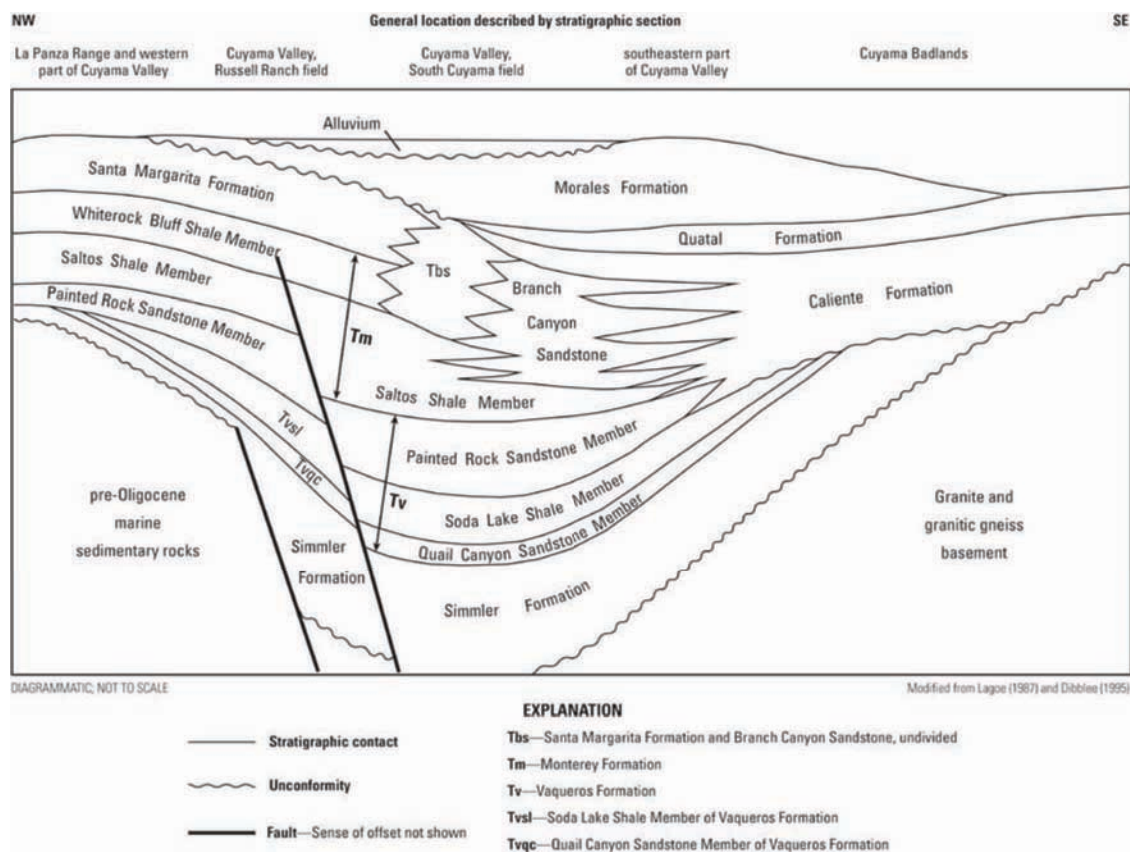 NW
General location described by stratigraphic section
SE
La Panza Range and western
part of Cuyama Valley
Cuyama Valley,
Russell Ranch field
Cuyama Valley,
South Cuyama field
southeastern part
of Cuyama Valley
Cuyama Badlands
Alluvium
Santa Margarita Formation
Morales Formation
Whiterock Bluff Shale Member
Quatal Formation
Saltos Shale Member
Tbs
Branch
Canyon
Sandstone
Caliente Formation
Painted Rock Sandstone Member
Tm
Saltos Shale Member
Tvsl
Painted Rock Sandstone Member
Tvqc
Tv
Soda Lake Shale Member
Quail Canyon Sandstone Member
pre-Oligocene
marine
sedimentary rocks
Simmler
Formation
Simmler Formation
Granite and
granitic gneiss
basement
DIAGRAMMATIC; NOT TO SCALE
Modified from Lagoe (1987) and Dibblee (1995)
EXPLANATION
Stratigraphic contact
Unconformity
Fault—Sense of offset not shown
Tbs—Santa Margarita Formation and Branch Canyon Sandstone, undivided
Tm—Monterey Formation
Tv—Vaqueros Formation
Tvsl—Soda Lake Shale Member of Vaqueros Formation
Tvqc—Quail Canyon Sandstone Member of Vaqueros Formation